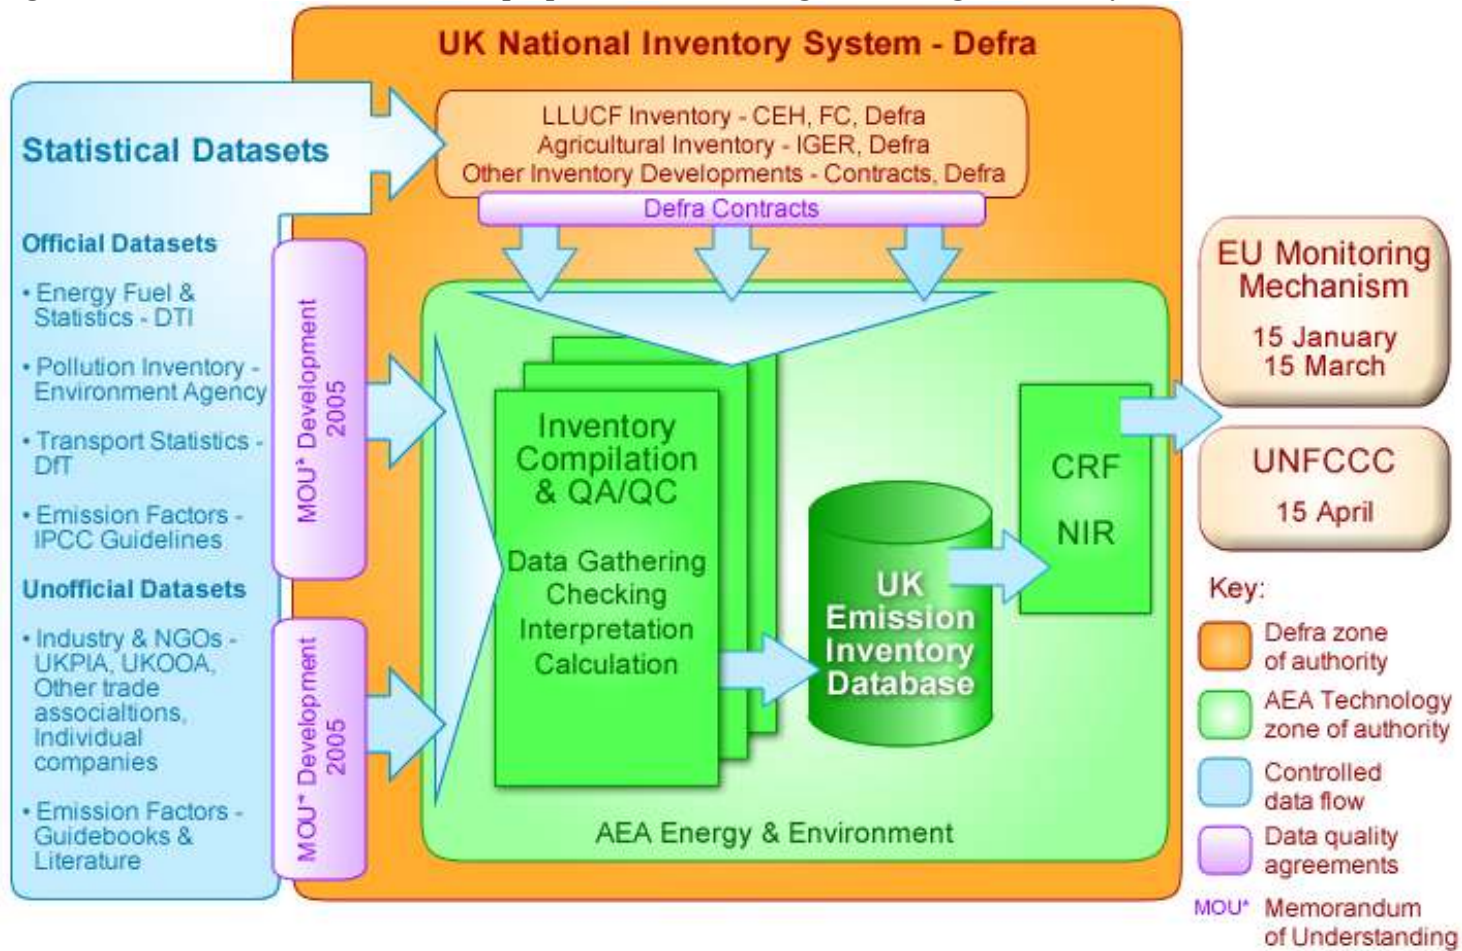 UK National Inventory System - Defra
Statistical Datasets
Official Datasets
• Energy Fuel &
Statistics - DTI
• Pollution Inventory -
Environment Agency
• Transport Statistics -
DfT
• Emission Factors -
IPCC Guidelines
Unofficial Datasets
• Industry & NGOs -
UKPIA, UKOOA,
Other trade
associaltions,
Individual
companies
• Emission Factors -
Guidebooks &
Literature
MOU* Development
2005
MOU* Development
2005
LLUCF Inventory - CEH, FC, Defra
Agricultural Inventory - IGER, Defra
Other Inventory Developments - Contracts, Defra
Defra Contracts
Inventory
Compilation
& QA/QC
Data Gathering
Checking
Interpretation
Calculation
UK
Emission
Inventory
Database
CRF
NIR
AEA Energy & Environment
EU Monitoring
Mechanism
15 January
15 March
UNFCCC
15 April
Key:
Defra zone
of authority
AEA Technology
zone of authority
Controlled
data flow
Data quality
agreements
MOU* Memorandum
of Understanding